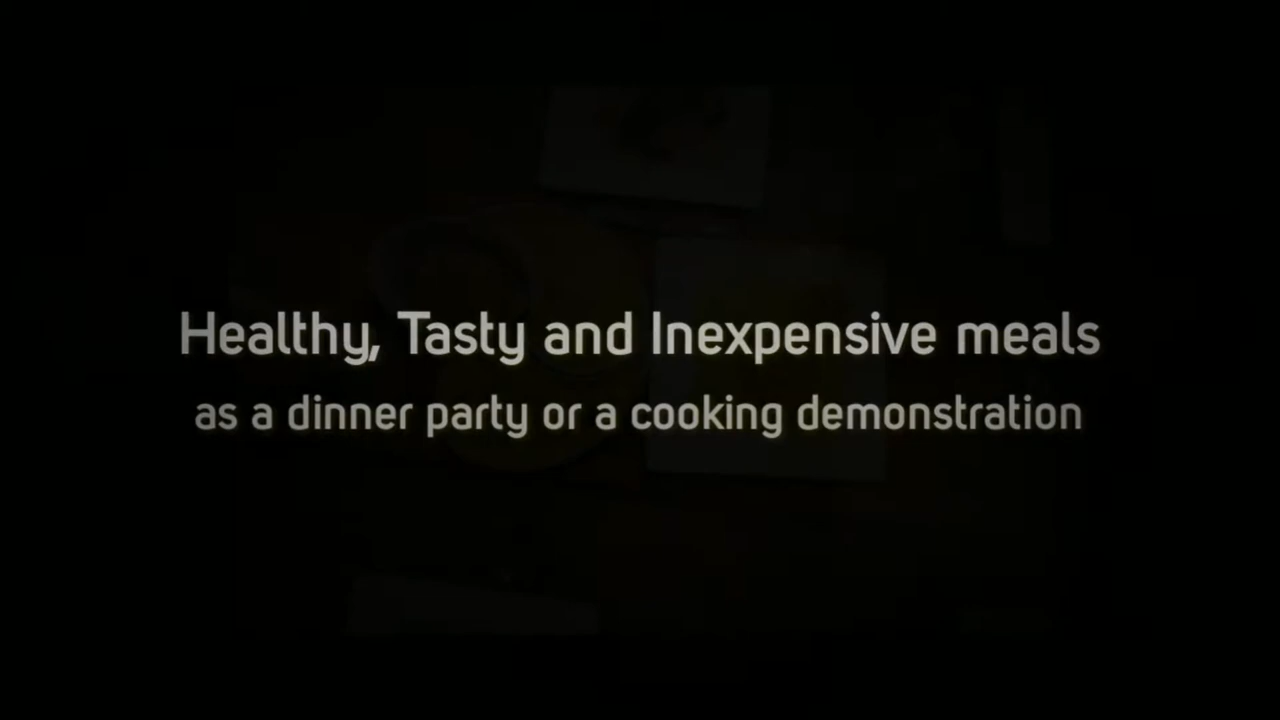 Healthy, Tasty and Inexpensive meals
as a dinner party or a cooking demonstration